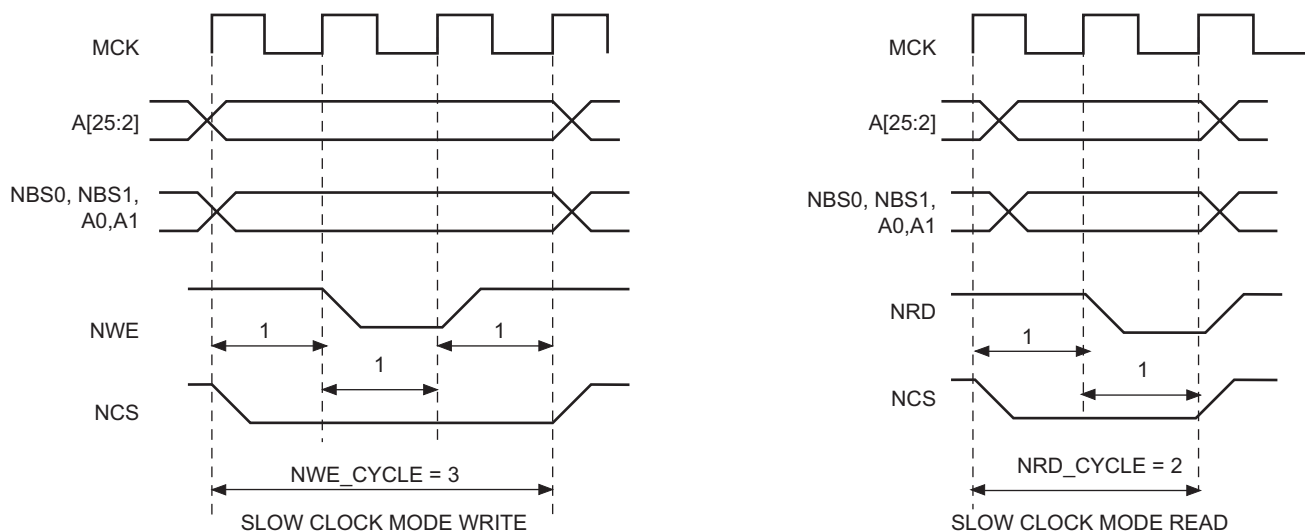 MCK
A[25:2]
NBS0, NBS1,
A0,A1
NWE
1
1
1
NCS
NWE_CYCLE = 3
SLOW CLOCK MODE WRITE
MCK
A[25:2]
NBS0, NBS1,
A0,A1
NRD
1
1
NCS
NRD_CYCLE = 2
SLOW CLOCK MODE READ